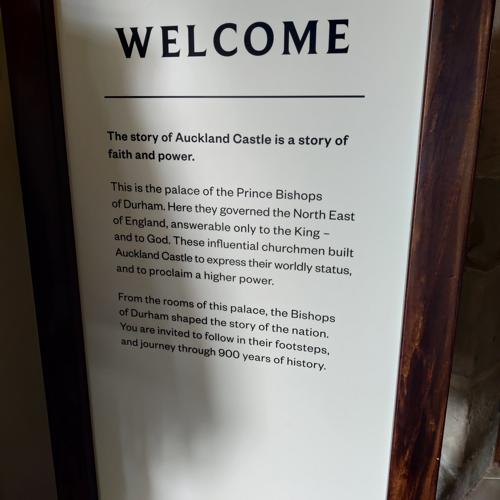 WELCOME
The story of Auckland Castle is a story of
faith and power.
This is the palace of the Prince Bishops
of Durham. Here they governed the North East
of England, answerable only to the King –
and to God. These influential churchmen built
Auckland Castle to express their worldly status,
and to proclaim a higher power.
From the rooms of this palace, the Bishops
of Durham shaped the story of the nation.
You are invited to follow in their footsteps,
and journey through 900 years of history.